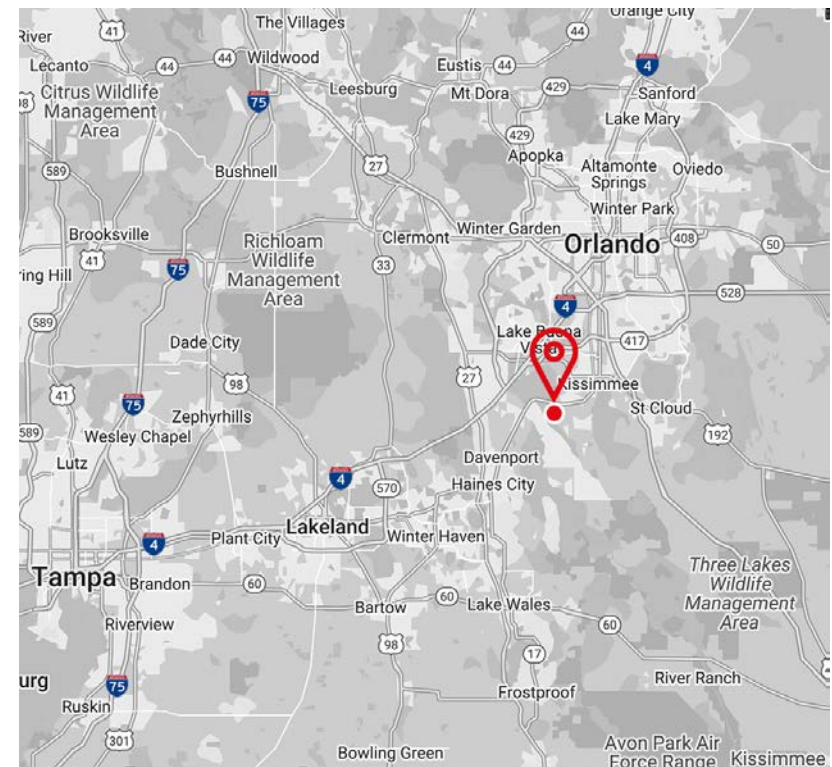 Orange City
41
The Villages
River
44
44
Wildwood
Eustis
44
4
Lecanto
44
Leesburg
Mt Dora
429
Sanford
Citrus Wildlife
Management
Area
75
Lake Mary
98
429
Apopka
Altamonte
Springs
Oviedo
589
Bushnell
27
Winter Park
Brooksville
Winter Garden
Clermont
Orlando
408
50
41
Richloam
Wildlife
Management
Area
33
75
ring Hill
528
4
589
Lake Buena
Vista
417
Dade City
27
Kissimmee
98
41
75
Zephyrhills
St Cloud
589
Wesley Chapel
192
Lutz
Davenport
4
570
Haines City
Lakeland
4
Plant City
Winter Haven
Tampa
Brandon
60
Three Lakes
Wildlife
Management
Area
Bartow
60
Lake Wales
60
Riverview
98
17
urg
75
River Ranch
Frostproof
Ruskin
301
Bowling Green
Avon Park Air
Force Range
Kissimmee